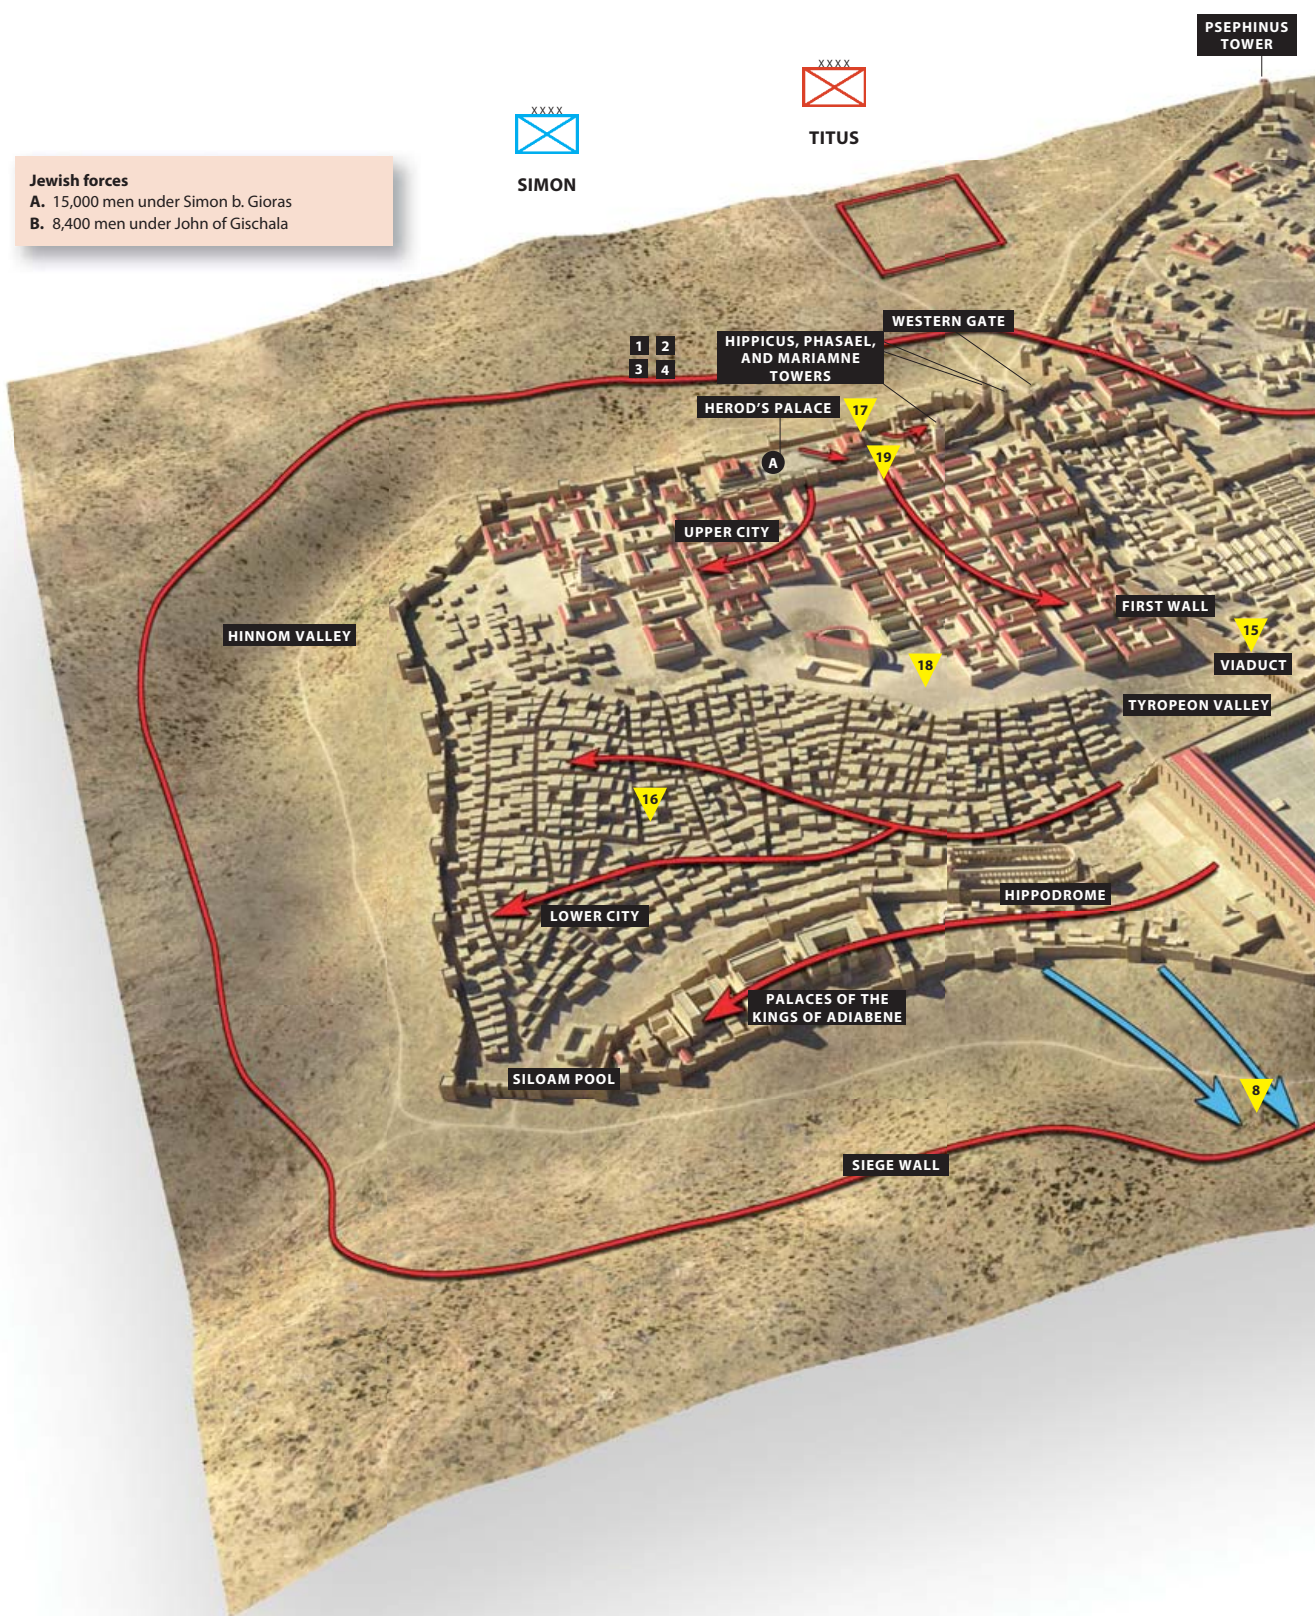 PSEPHINUS
TOWER
XXXX
TITUS
XXXX
SIMON
Jewish forces
A. 15,000 men under Simon b. Gioras
B. 8,400 men under John of Gischala
WESTERN GATE
HIPPICUS, PHASAEL,
AND MARIAMNE
TOWERS
1 2
3 4
HEROD'S PALACE
17
A
19
UPPER CITY
FIRST WALL
HINNOM VALLEY
15
VIADUCT
18
TYROPEON VALLEY
16
HIPPODROME
LOWER CITY
PALACES OF THE
KINGS OF ADIABENE
SILOAM POOL
8
SIEGE WALL